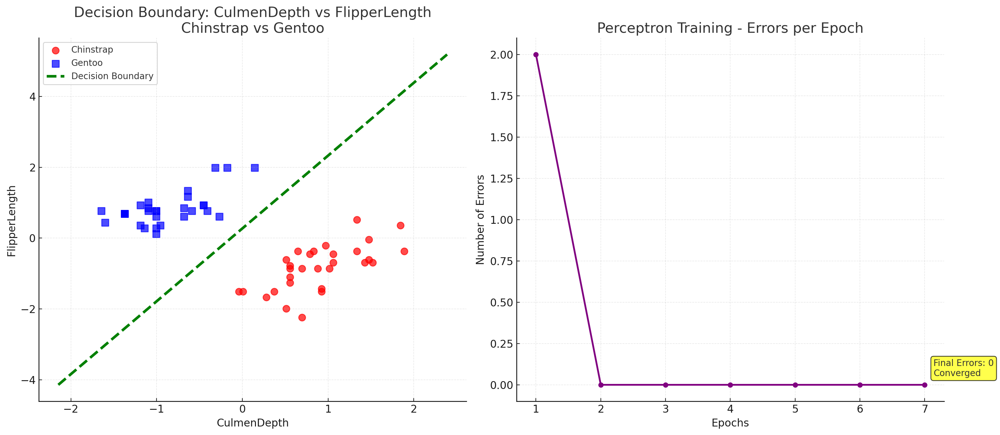 Decision Boundary: CulmenDepth vs FlipperLength
Chinstrap vs Gentoo
Chinstrap
Gentoo
Decision Boundary
4
2
0
−2
−4
FlipperLength
−2
−1
0
1
2
CulmenDepth
Perceptron Training - Errors per Epoch
2.00
1.75
1.50
1.25
1.00
0.75
0.50
0.25
0.00
Number of Errors
Final Errors: 0
Converged
1
2
3
4
5
6
7
Epochs